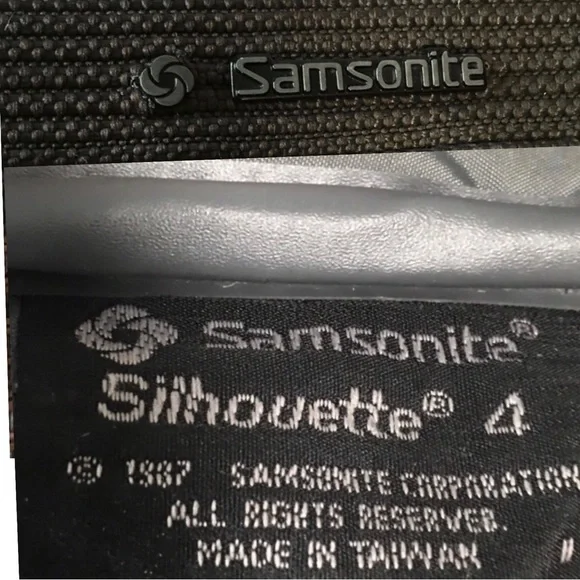 Samsonite
Samsonite®
Silhouette® 4
© 1987 SAMSONITE CORPORATION
ALL RIGHTS RESERVED.
MADE IN TAIWAN